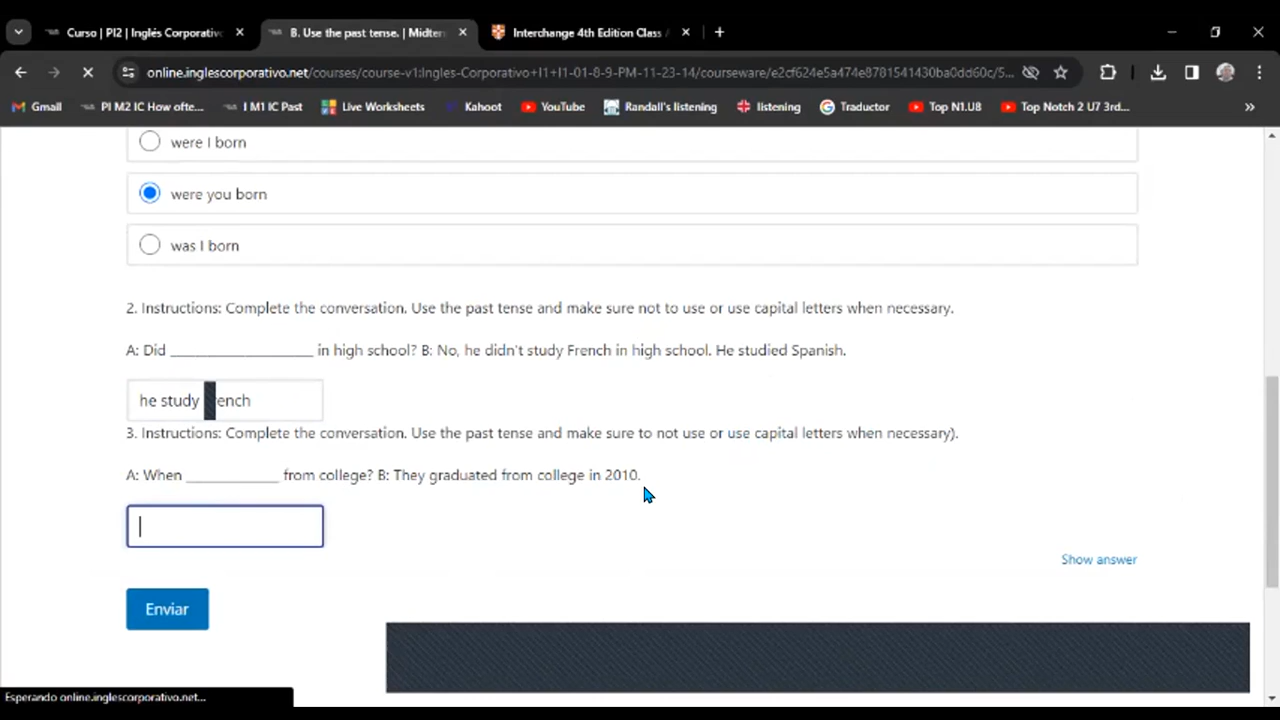 Curso | PI2 | Inglés Corporativo
B. Use the past tense. | Midter
Interchange 4th Edition Class
online.inglescorporativo.net/courses/course-v1:Ingles-Corporativo+I1+I1-01-8-9-PM-11-23-14/courseware/e2cf624e5a474e8781541430ba0dd60c/5...
Gmail
PI M2 IC How ofte...
I M1 IC Past
Live Worksheets
Kahoot
YouTube
Randall's listening
listening
Traductor
Top N1.U8
Top Notch 2 U7 3rd...
were I born
were you born
was I born
2. Instructions: Complete the conversation. Use the past tense and make sure not to use or use capital letters when necessary.
A: Did ____________________ in high school? B: No, he didn't study French in high school. He studied Spanish.
he study ench
3. Instructions: Complete the conversation. Use the past tense and make sure to not use or use capital letters when necessary).
A: When _____________ from college? B: They graduated from college in 2010.
Show answer
Enviar
Esperando online.inglescorporativo.net...